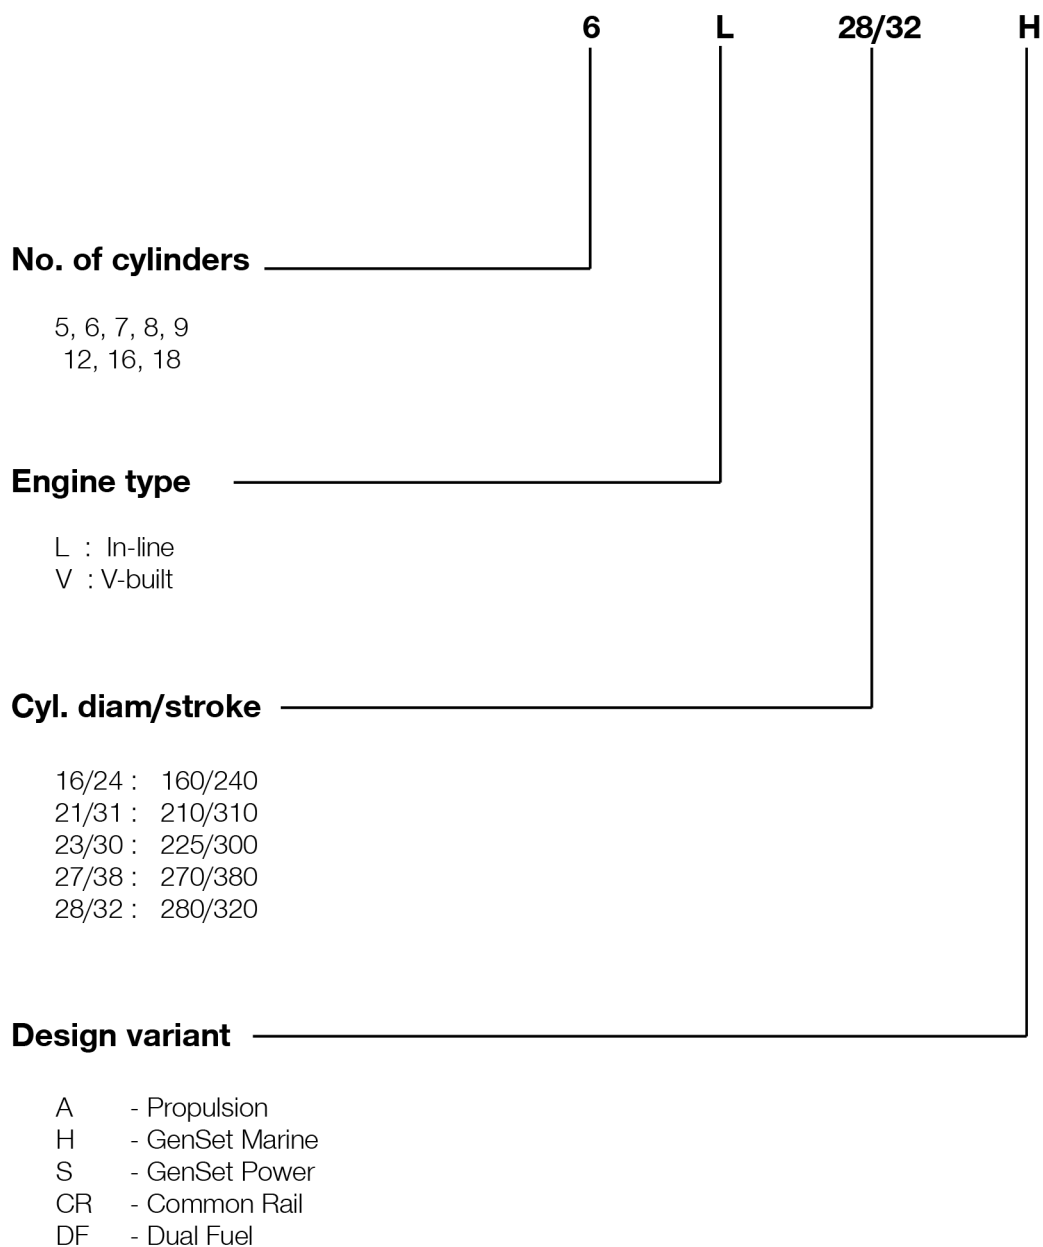 6 L 28/32 H
No. of cylinders
5, 6, 7, 8, 9
12, 16, 18
Engine type
L : In-line
V : V-built
Cyl. diam/stroke
16/24 : 160/240
21/31 : 210/310
23/30 : 225/300
27/38 : 270/380
28/32 : 280/320
Design variant
A - Propulsion
H - GenSet Marine
S - GenSet Power
CR - Common Rail
DF - Dual Fuel